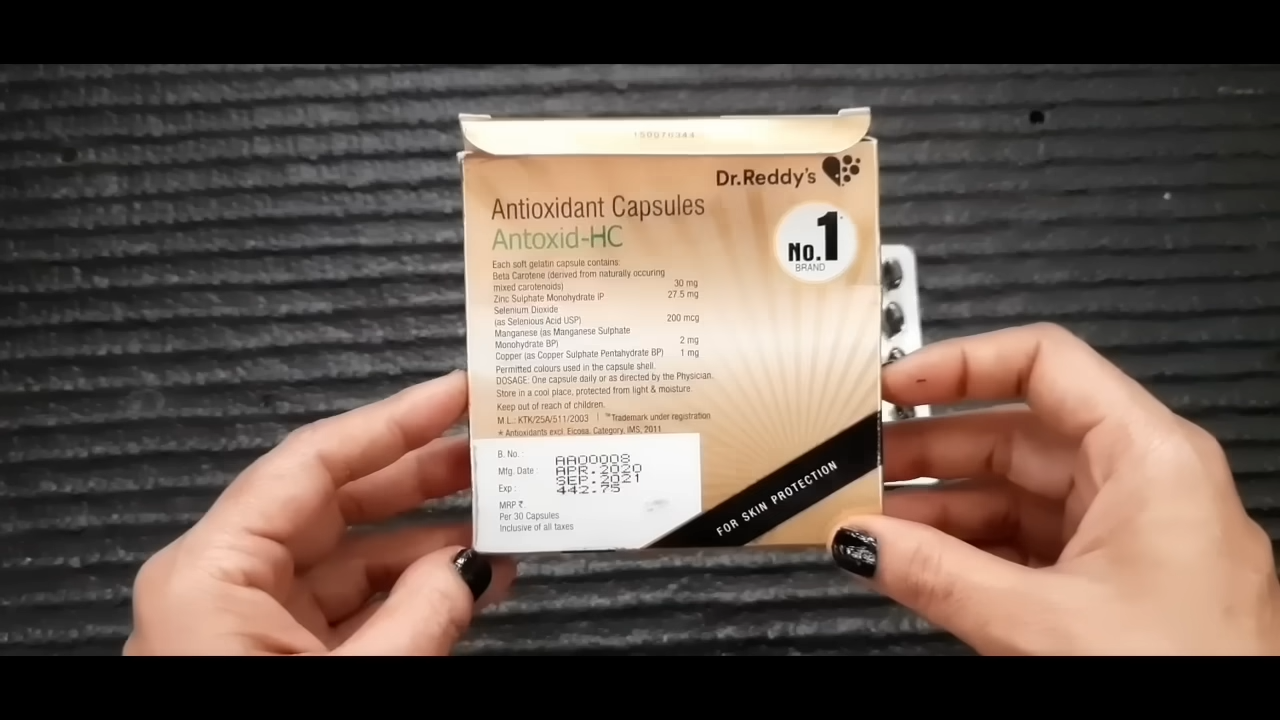 150070344
Dr.Reddy's
Antioxidant Capsules
Antoxid-HC
No.1
BRAND
Each soft gelatin capsule contains:
Beta Carotene (derived from naturally occuring
mixed carotenoids) 30 mg
Zinc Sulphate Monohydrate IP 27.5 mg
Selenium Dioxide
(as Selenious Acid USP) 200 mcg
Manganese (as Manganese Sulphate
Monohydrate BP) 2 mg
Copper (as Copper Sulphate Pentahydrate BP) 1 mg
Permitted colours used in the capsule shell.
DOSAGE: One capsule daily or as directed by the Physician.
Store in a cool place, protected from light & moisture.
Keep out of reach of children.
M L.: KTK/25A/511/2003 | ™Trademark under registration
* Antioxidants excl. Eicosa. Category, IMS, 2011
B. No. : AA00008
Mfg. Date : APR.2020
Exp : SEP.2021
442.75
MRP ₹.
Per 30 Capsules
Inclusive of all taxes
FOR SKIN PROTECTION